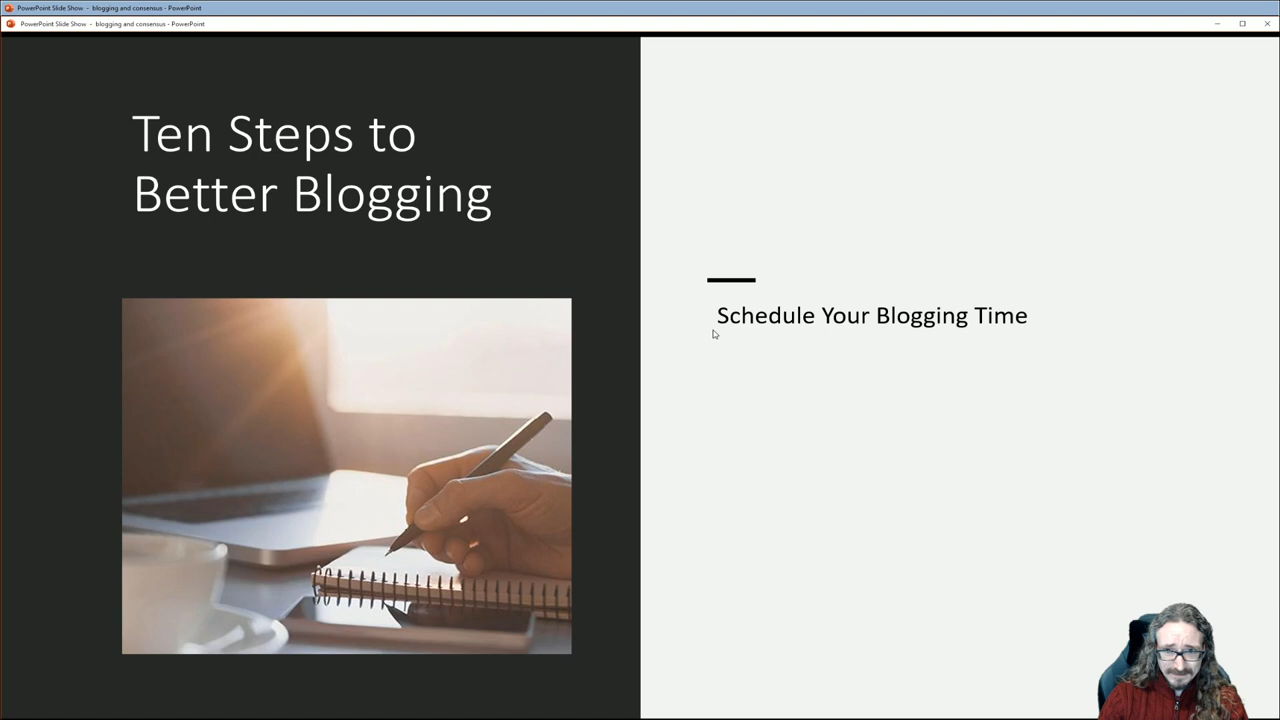 PowerPoint Slide Show - blogging and consensus - PowerPoint
PowerPoint Slide Show - blogging and consensus - PowerPoint
Ten Steps to
Better Blogging
Schedule Your Blogging Time